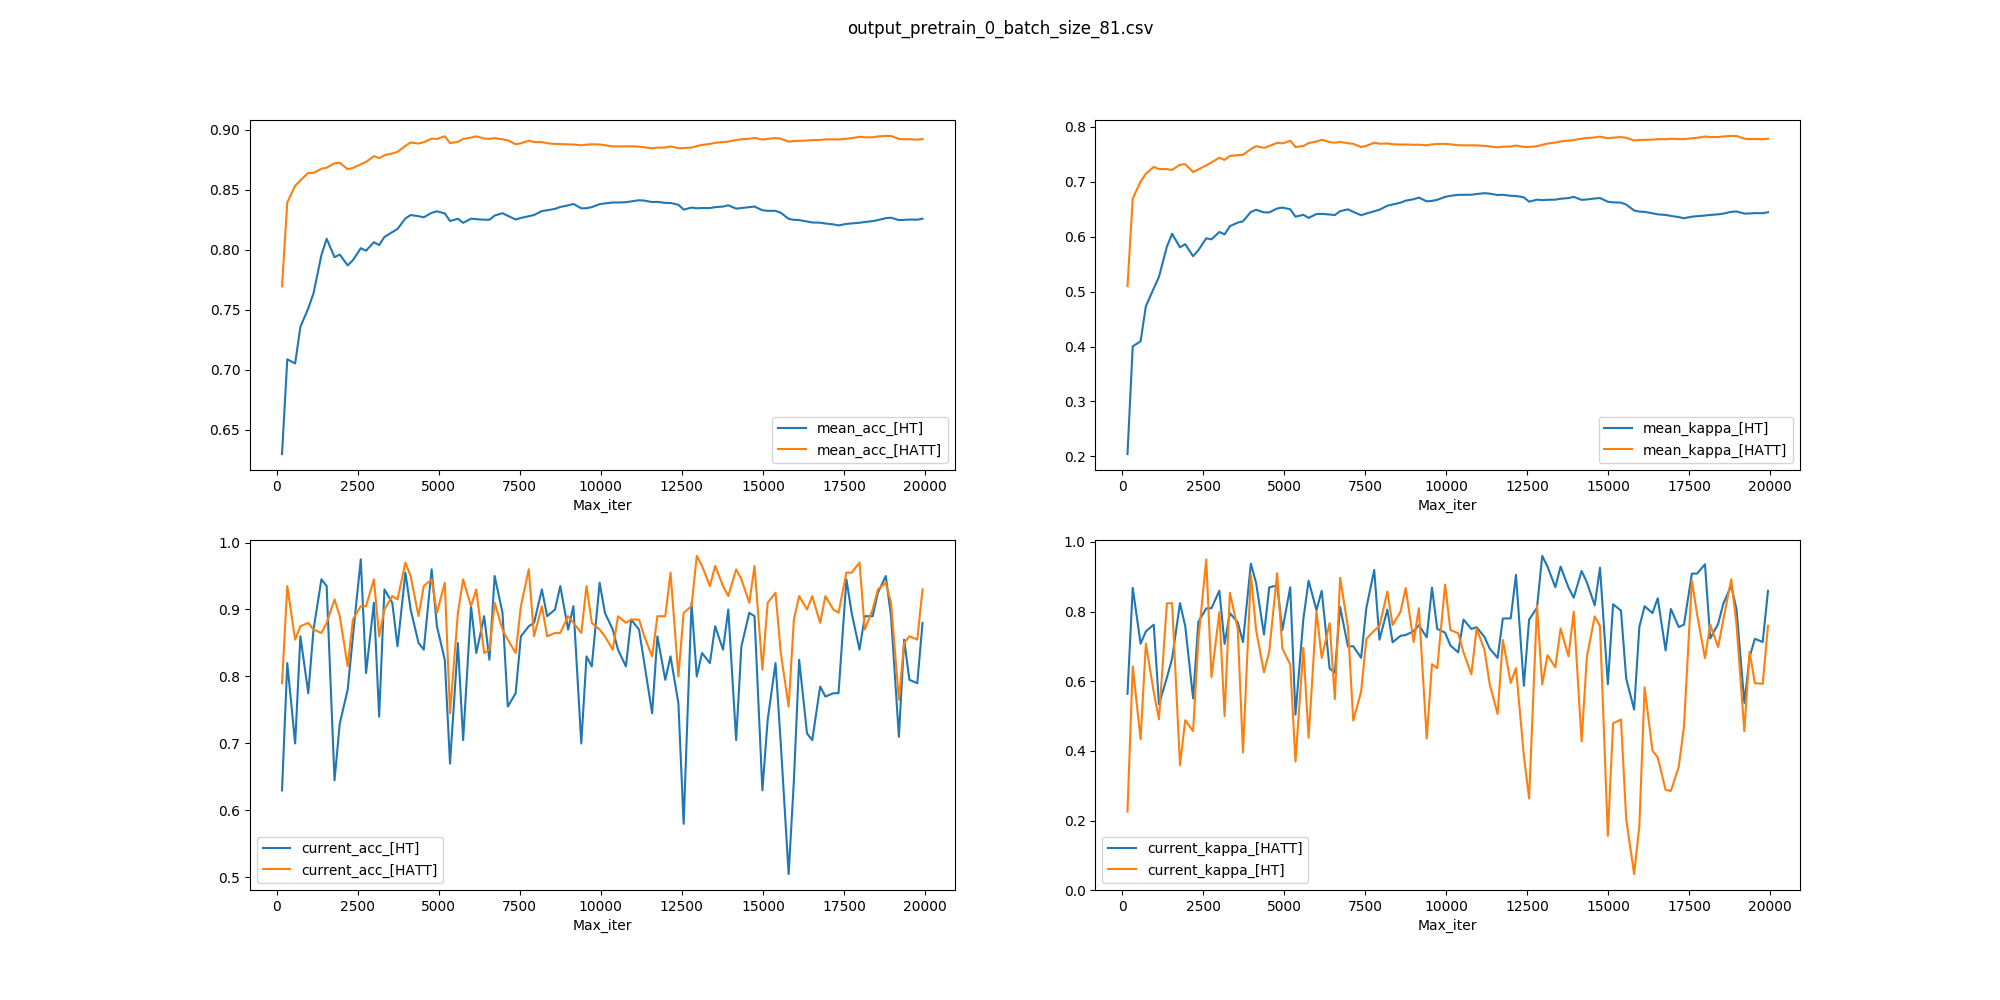 output_pretrain_0_batch_size_81.csv
0.90
0.85
0.80
0.75
0.70
0.65
mean_acc_[HT]
mean_acc_[HATT]
0 2500 5000 7500 10000 12500 15000 17500 20000
Max_iter
0.8
0.7
0.6
0.5
0.4
0.3
0.2
mean_kappa_[HT]
mean_kappa_[HATT]
0 2500 5000 7500 10000 12500 15000 17500 20000
Max_iter
1.0
0.9
0.8
0.7
0.6
0.5
current_acc_[HT]
current_acc_[HATT]
0 2500 5000 7500 10000 12500 15000 17500 20000
Max_iter
1.0
0.8
0.6
0.4
0.2
0.0
current_kappa_[HATT]
current_kappa_[HT]
0 2500 5000 7500 10000 12500 15000 17500 20000
Max_iter